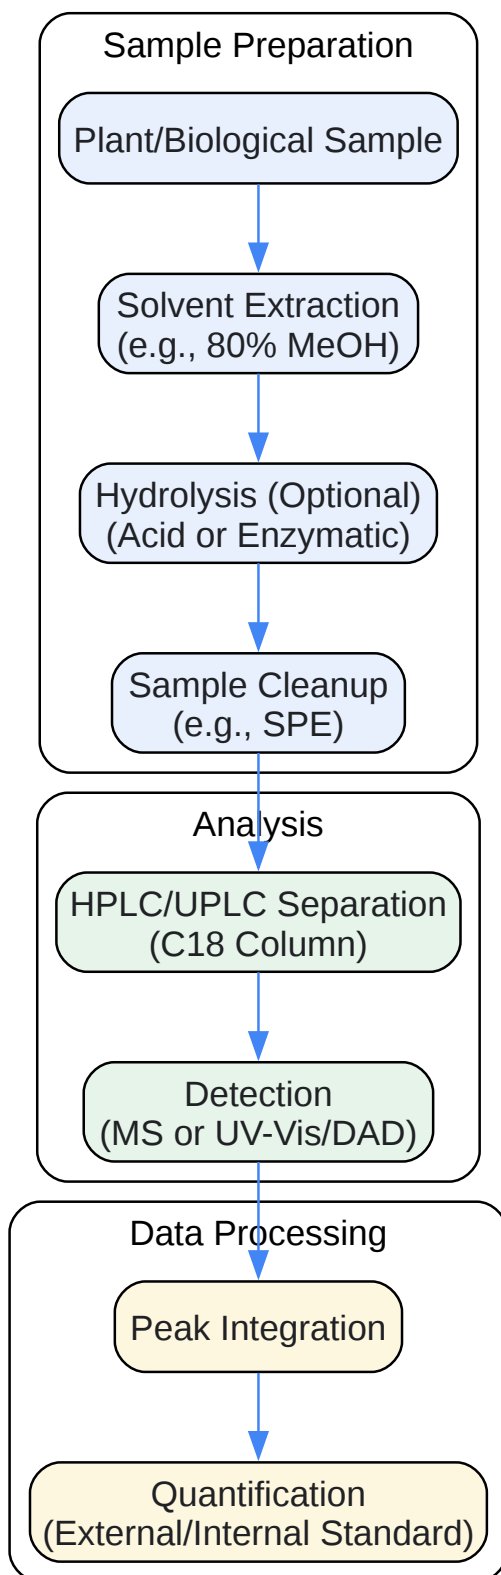 Sample Preparation
Plant/Biological Sample
Solvent Extraction
(e.g., 80% MeOH)
Hydrolysis (Optional)
(Acid or Enzymatic)
Sample Cleanup
(e.g., SPE)
Analysis
HPLC/UPLC Separation
(C18 Column)
Detection
(MS or UV-Vis/DAD)
Data Processing
Peak Integration
Quantification
(External/Internal Standard)